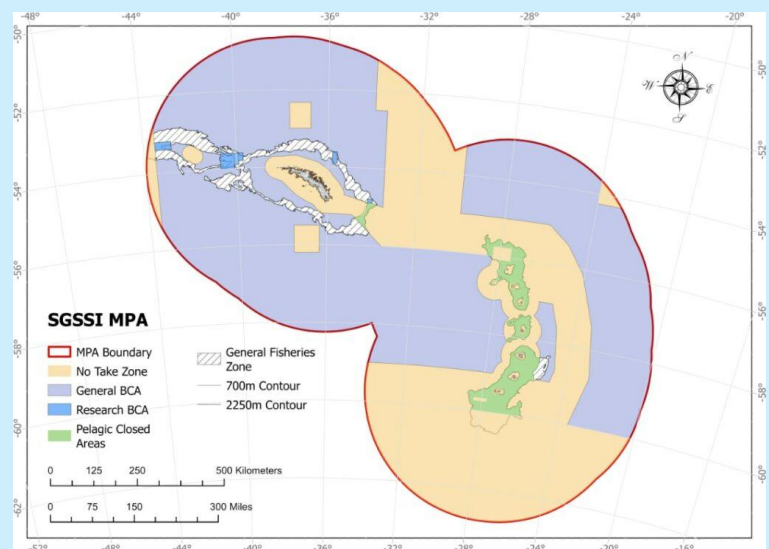 -48° -44° -40° -36° -32° -28° -24° -20°
-50° -50°
-52° -52°
-54° -54°
-56° -56°
-58° -58°
-60° -60°
-62°
-52° -48° -44° -40° -36° -32° -28° -24° -20° -16°
N
E
S
We
SGSSI MPA
MPA Boundary
No Take Zone
General BCA
Research BCA
Pelagic Closed
Areas
General Fisheries
Zone
700m Contour
2250m Contour
0 125 250 500 Kilometers
0 75 150 300 Miles